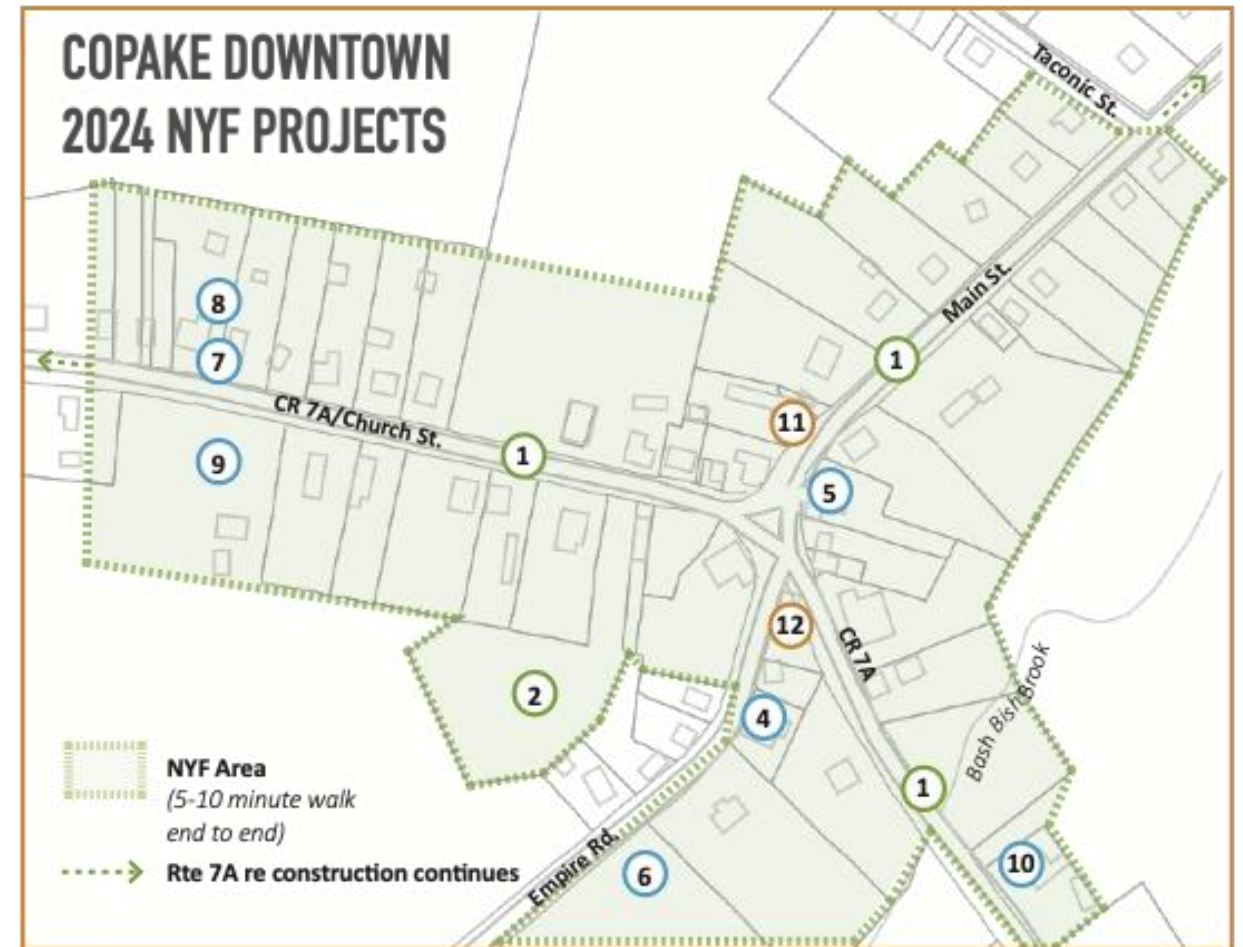 COPAKE DOWNTOWN
2024 NYF PROJECTS
Taconic St.
Main St.
8
7
CR 7A/Church St.
1
1
11
9
5
12
CR 7A
2
4
Bash BishBrook
1
NYF Area
(5-10 minute walk
end to end)
Rte 7A re construction continues
Empire Rd.
6
10